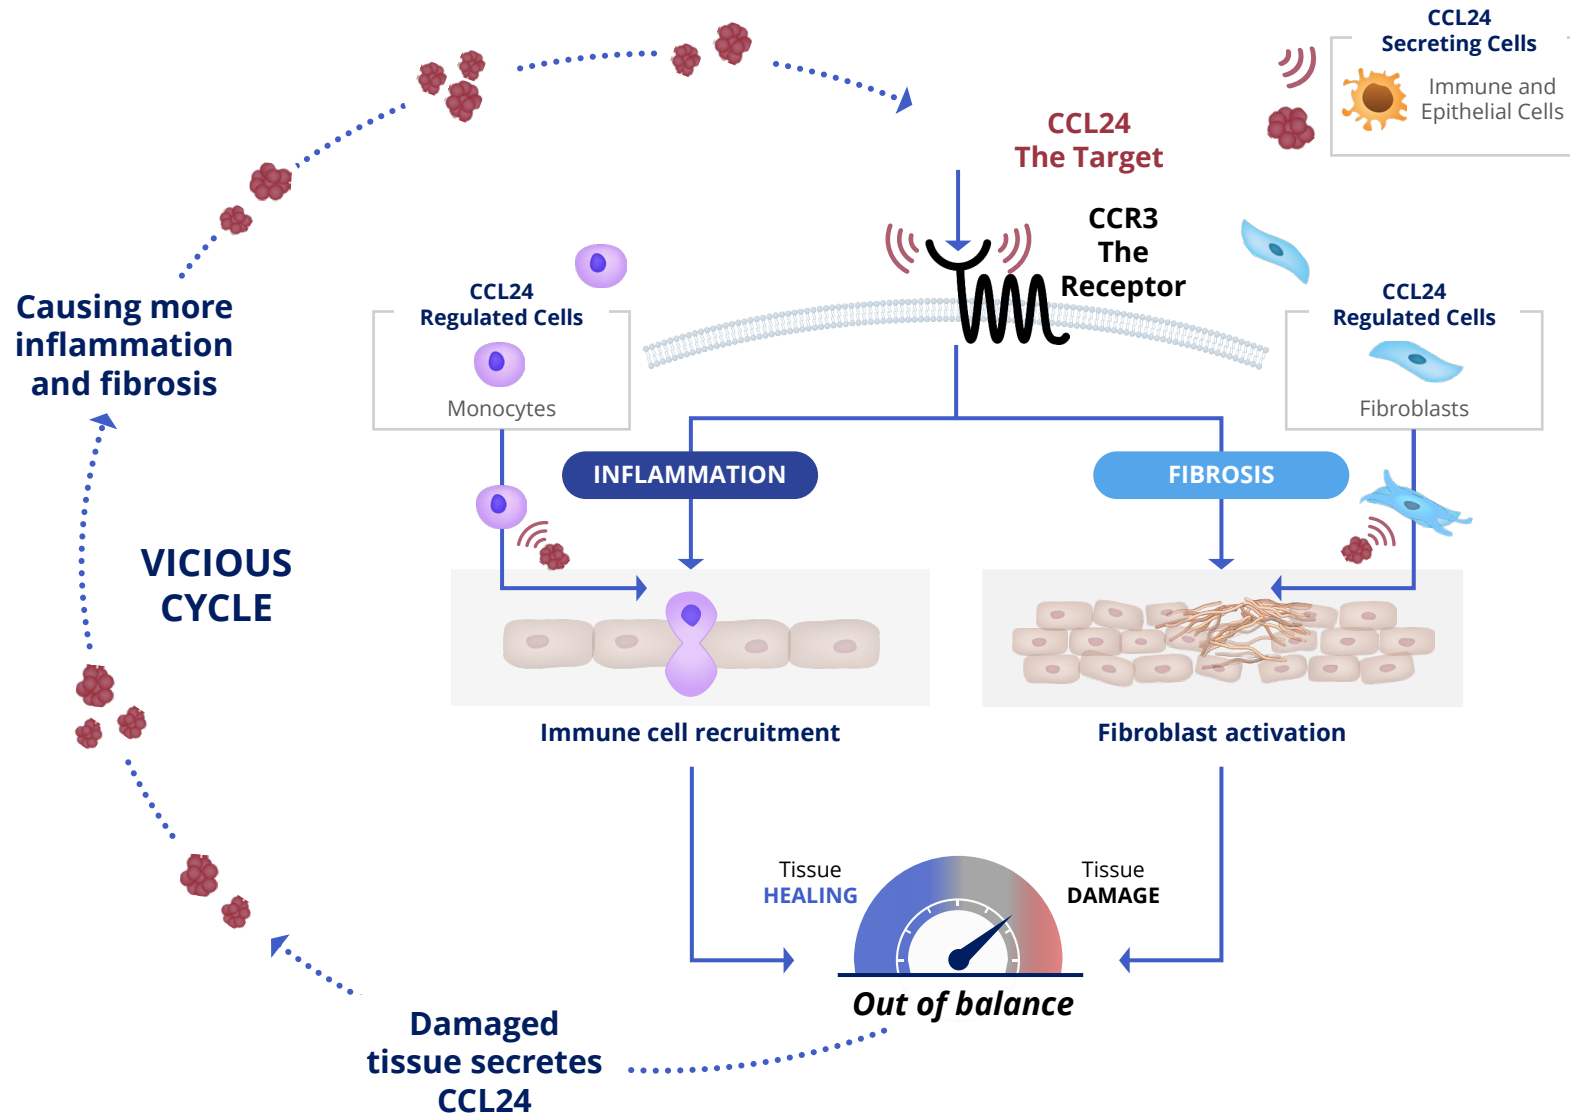 CCL24
Secreting Cells
Immune and
Epithelial Cells
CCL24
The Target
CCR3
The
Receptor
CCL24
Regulated Cells
Monocytes
CCL24
Regulated Cells
Fibroblasts
Causing more
inflammation
and fibrosis
INFLAMMATION
FIBROSIS
VICIOUS
CYCLE
Immune cell recruitment
Fibroblast activation
Tissue
HEALING
Tissue
DAMAGE
Out of balance
Damaged
tissue secretes
CCL24